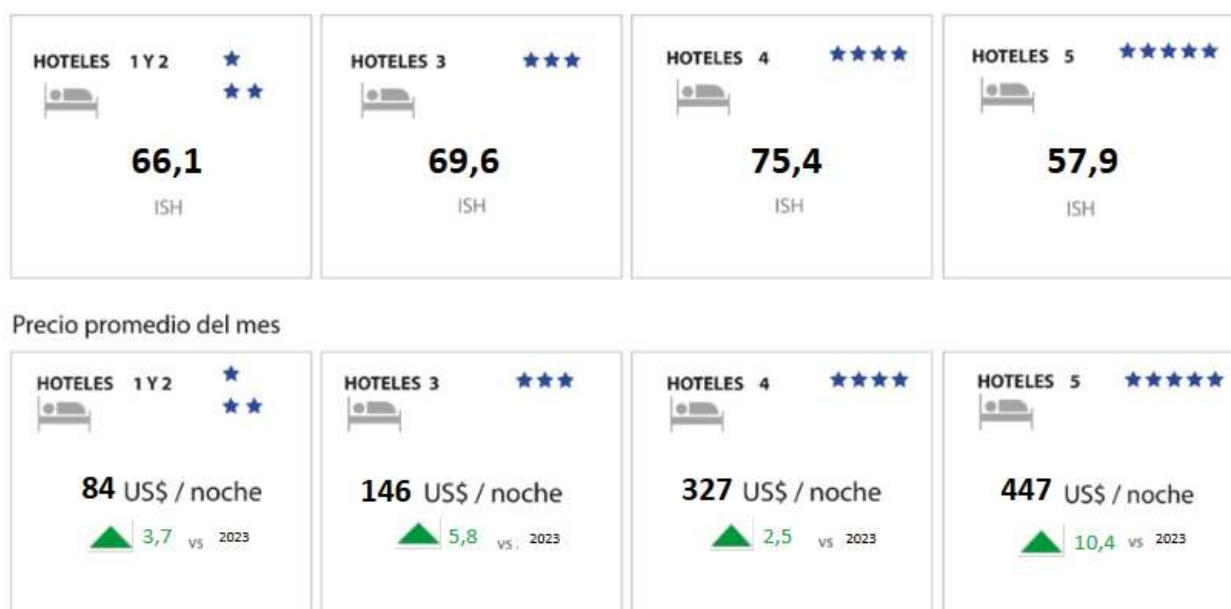 HOTELES 1 Y 2
66,1
ISH
HOTELES 3
69,6
ISH
HOTELES 4
75,4
ISH
HOTELES 5
57,9
ISH
Precio promedio del mes
HOTELES 1 Y 2
84 US$ / noche
3,7 vs 2023
HOTELES 3
146 US$ / noche
5,8 vs. 2023
HOTELES 4
327 US$ / noche
2,5 vs 2023
HOTELES 5
447 US$ / noche
10,4 vs 2023